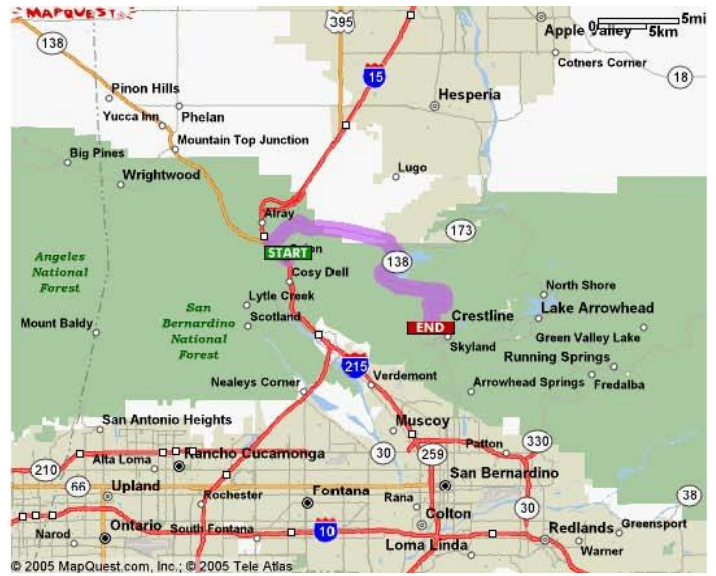 MAPQUEST
395
0 5mi
5km
Apple Valley
138
Cotners Corner
15
18
Pinon Hills
Hesperia
Yucca Inn
Phelan
Mountain Top Junction
Big Pines
Lugo
Wrightwood
Alray
173
START
138
Angeles
National
Forest
Cosy Dell
North Shore
San
Bernardino
National
Forest
Lytle Creek
Scotland
Crestline
Lake Arrowhead
END
Mount Baldy
Skyland
Green Valley Lake
Running Springs
215
Nealeys Corner
Verdemont
Arrowhead Springs
Fredalba
San Antonio Heights
Muscoy
30
259
Patton
330
210
Alta Loma
Rancho Cucamonga
San Bernardino
66
Upland
Rochester
Fontana
Rana
38
Colton
30
Ontario
South Fontana
10
Redlands
Greensport
Narod
Loma Linda
Warner
© 2005 MapQuest.com, Inc.; © 2005 Tele Atlas